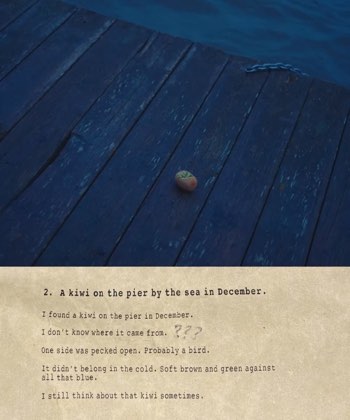 2. A kiwi on the pier by the sea in December.
I found a kiwi on the pier in December.
I don't know where it came from. ???
One side was pecked open. Probably a bird.
It didn't belong in the cold. Soft brown and green against
all that blue.
I still think about that kiwi sometimes.